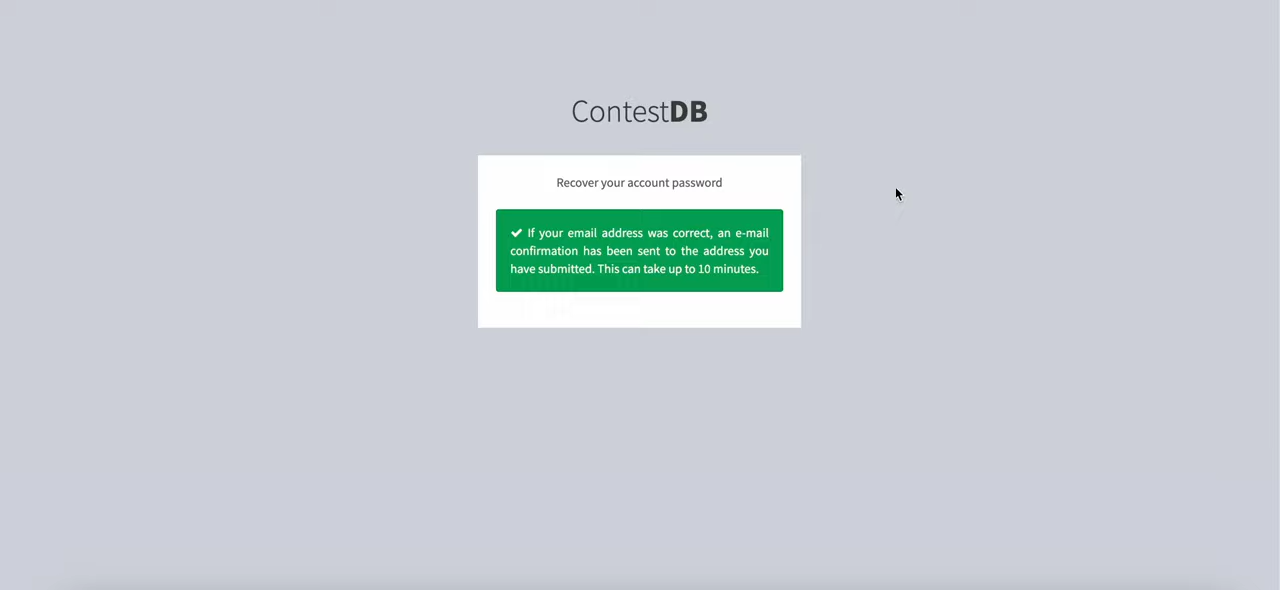 ContestDB
Recover your account password
If your email address was correct, an e-mail
confirmation has been sent to the address you
have submitted. This can take up to 10 minutes.